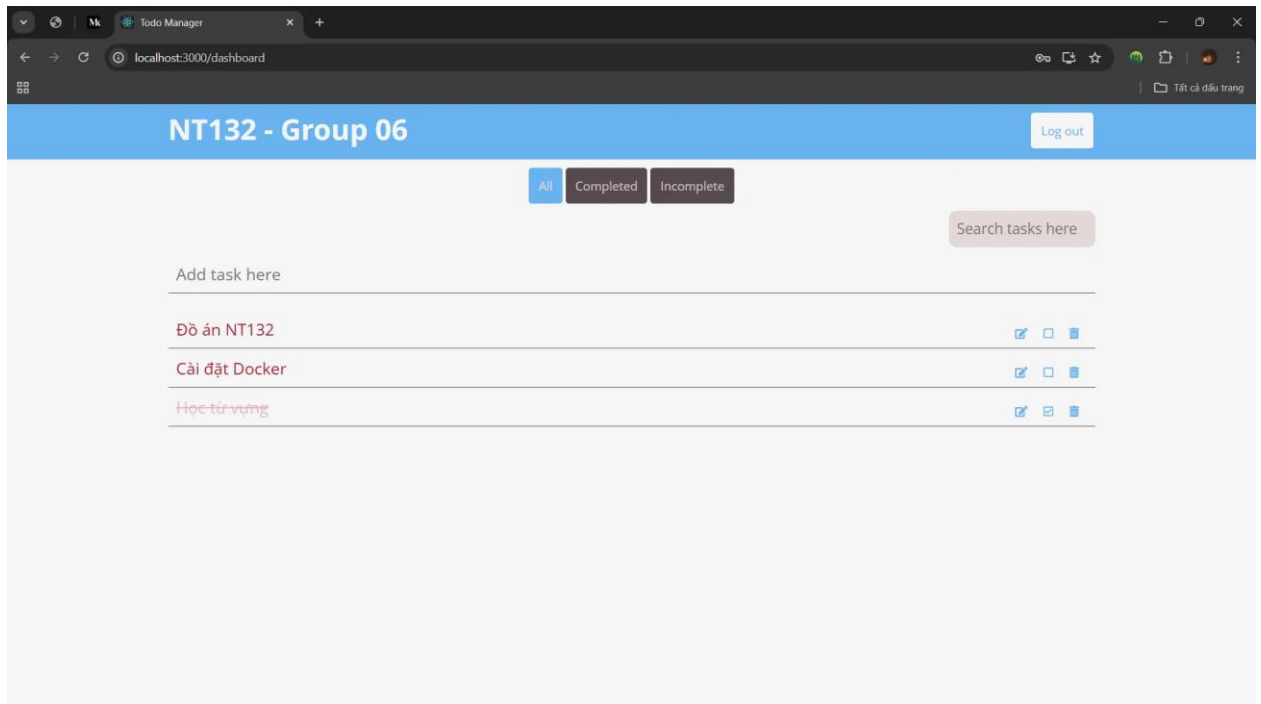 Mk Todo Manager
localhost:3000/dashboard
Tất cả dấu trang
NT132 - Group 06 Log out
All Completed Incomplete
Search tasks here
Add task here
Đồ án NT132
Cài đặt Docker
Học từ vựng